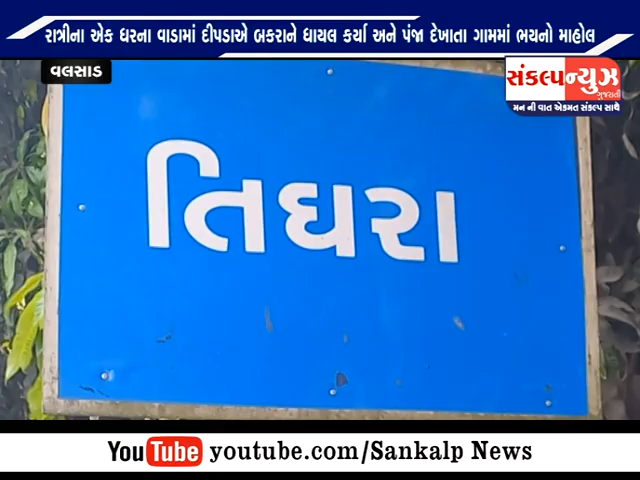 રાત્રીના એક ઘરના વાડામાં દીપડાએ બકરાને ઘાયલ કર્યા અને પંજા દેખાતા ગામમાં ભયનો માહોલ
વલસાડ
સંકલ્પન્યુઝ
ગુજરાતી
મન ની વાત એકમત સંકલ્પ સાથે
તિઘરા
YouTube youtube.com/Sankalp News